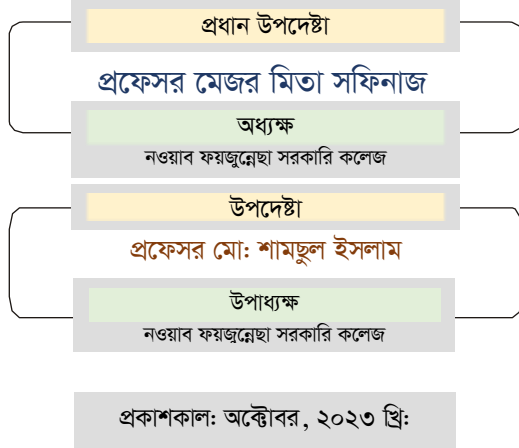 প্রধান উপদেষ্টা
প্রফেসর মেজর মিতা সফিনাজ
অধ্যক্ষ
নওয়াব ফয়জুন্নেছা সরকারি কলেজ
উপদেষ্টা
প্রফেসর মো: শামছুল ইসলাম
উপাধ্যক্ষ
নওয়াব ফয়জুন্নেছা সরকারি কলেজ
প্রকাশকাল: অক্টোবর, ২০২৩ খ্রি: